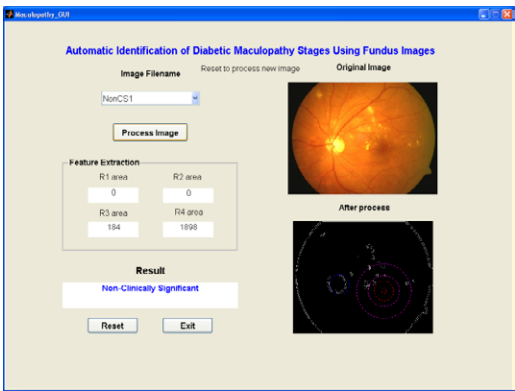 Maculopathy_GUI
Automatic Identification of Diabetic Maculopathy Stages Using Fundus Images
Image Filename
Reset to process new image
Original Image
NonCS1
Process Image
Feature Extraction
R1 area
R2 area
0
0
R3 area
R4 area
184
1898
After process
Result
Non-Clinically Significant
Reset
Exit